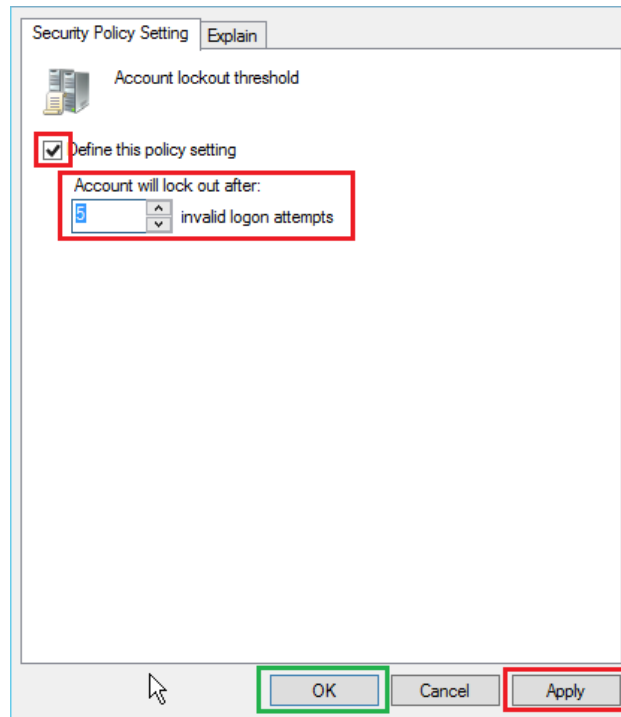 Security Policy Setting Explain
Account lockout threshold
Define this policy setting
Account will lock out after:
5 invalid logon attempts
OK Cancel Apply